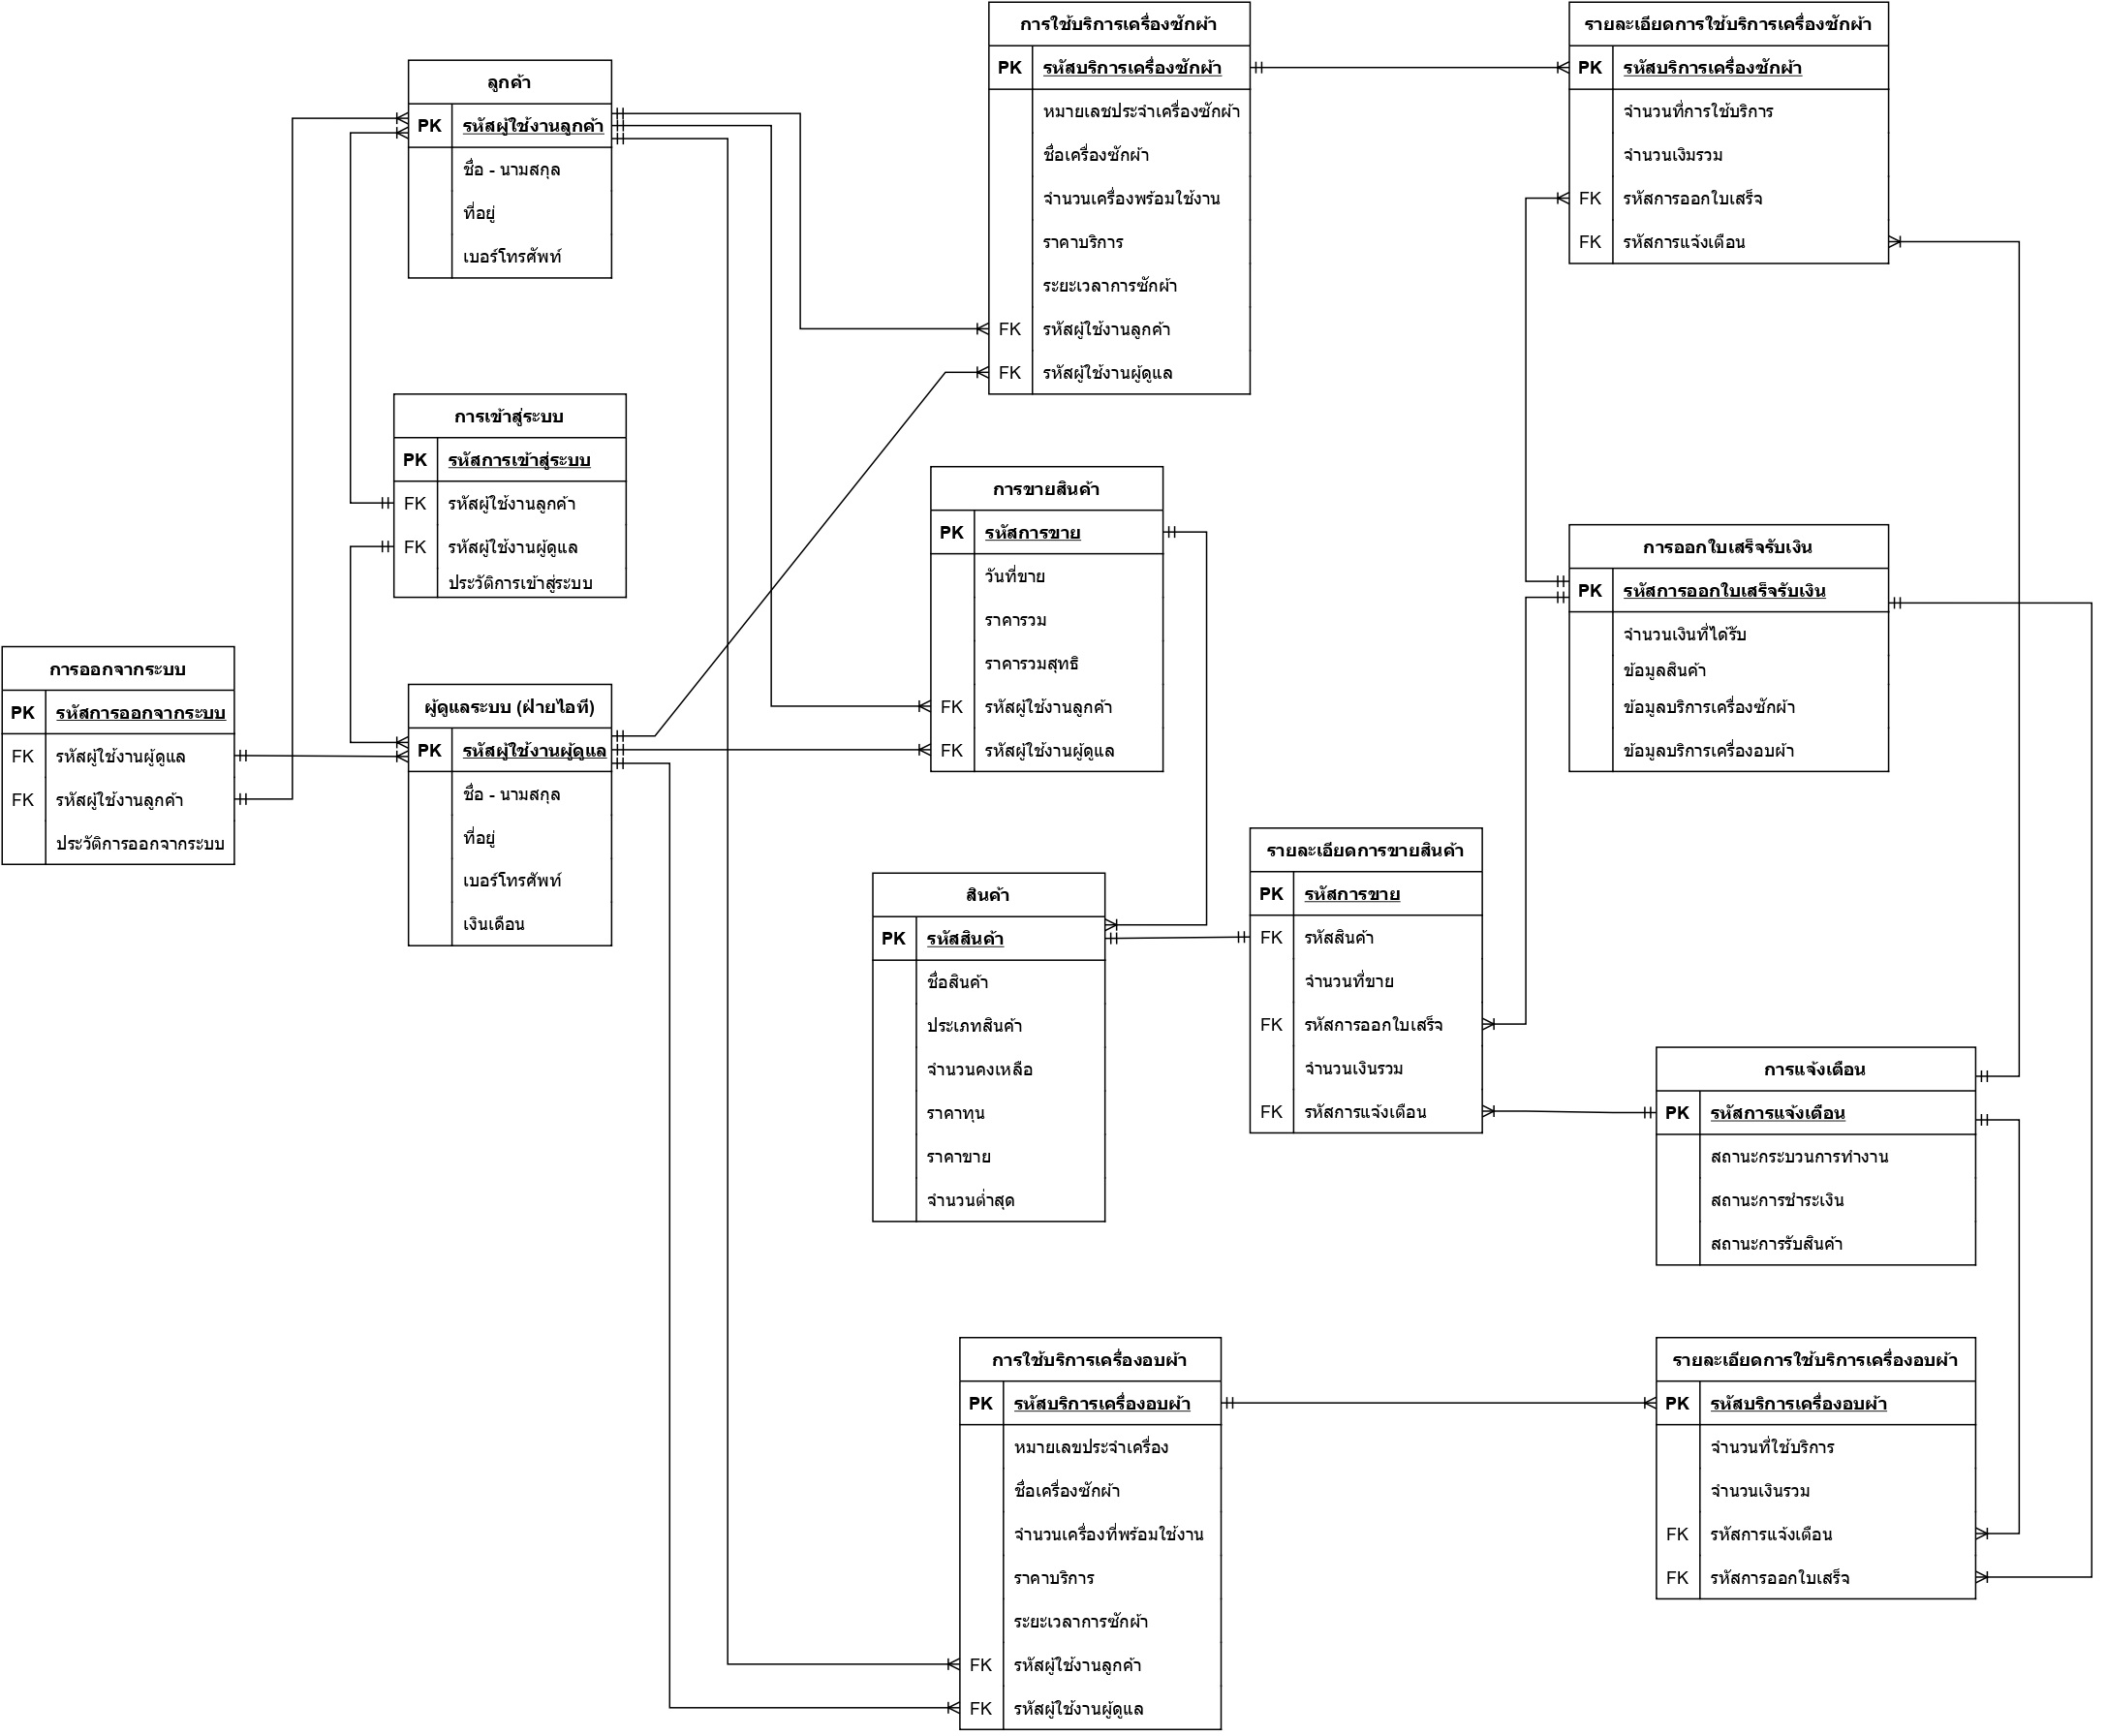 ลูกค้า
PK รหัสผู้ใช้งานลูกค้า
ชื่อ - นามสกุล
ที่อยู่
เบอร์โทรศัพท์
การเข้าสู่ระบบ
PK รหัสการเข้าสู่ระบบ
FK รหัสผู้ใช้งานลูกค้า
FK รหัสผู้ใช้งานผู้ดูแล
ประวัติการเข้าสู่ระบบ
การออกจากระบบ
PK รหัสการออกจากระบบ
FK รหัสผู้ใช้งานผู้ดูแล
FK รหัสผู้ใช้งานลูกค้า
ประวัติการออกจากระบบ
ผู้ดูแลระบบ (ฝ่ายไอที)
PK รหัสผู้ใช้งานผู้ดูแล
ชื่อ - นามสกุล
ที่อยู่
เบอร์โทรศัพท์
เงินเดือน
การใช้บริการเครื่องซักผ้า
PK รหัสบริการเครื่องซักผ้า
หมายเลชประจำเครื่องซักผ้า
ชื่อเครื่องซักผ้า
จำนวนเครื่องพร้อมใช้งาน
ราคาบริการ
ระยะเวลาการซักผ้า
FK รหัสผู้ใช้งานลูกค้า
FK รหัสผู้ใช้งานผู้ดูแล
การขายสินค้า
PK รหัสการขาย
วันที่ขาย
ราคารวม
ราคารวมสุทธิ
FK รหัสผู้ใช้งานลูกค้า
FK รหัสผู้ใช้งานผู้ดูแล
สินค้า
PK รหัสสินค้า
ชื่อสินค้า
ประเภทสินค้า
จำนวนคงเหลือ
ราคาทุน
ราคาขาย
จำนวนต่ำสุด
รายละเอียดการขายสินค้า
PK รหัสการขาย
FK รหัสสินค้า
จำนวนที่ขาย
FK รหัสการออกใบเสร็จ
จำนวนเงินรวม
FK รหัสการแจ้งเตือน
รายละเอียดการใช้บริการเครื่องซักผ้า
PK รหัสบริการเครื่องซักผ้า
จำนวนที่การใช้บริการ
จำนวนเงิมรวม
FK รหัสการออกใบเสร็จ
FK รหัสการแจ้งเตือน
การออกใบเสร็จรับเงิน
PK รหัสการออกใบเสร็จรับเงิน
จำนวนเงินที่ได้รับ
ข้อมูลสินค้า
ข้อมูลบริการเครื่องซักผ้า
ข้อมูลบริการเครื่องอบผ้า
การแจ้งเตือน
PK รหัสการแจ้งเตือน
สถานะกระบวนการทำงาน
สถานะการชำระเงิน
สถานะการรับสินค้า
การใช้บริการเครื่องอบผ้า
PK รหัสบริการเครื่องอบผ้า
หมายเลขประจำเครื่อง
ชื่อเครื่องซักผ้า
จำนวนเครื่องที่พร้อมใช้งาน
ราคาบริการ
ระยะเวลาการซักผ้า
FK รหัสผู้ใช้งานลูกค้า
FK รหัสผู้ใช้งานผู้ดูแล
รายละเอียดการใช้บริการเครื่องอบผ้า
PK รหัสบริการเครื่องอบผ้า
จำนวนที่ใช้บริการ
จำนวนเงินรวม
FK รหัสการแจ้งเตือน
FK รหัสการออกใบเสร็จ